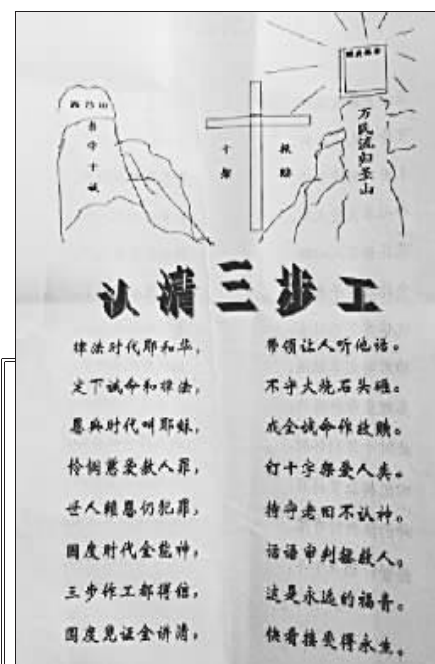 西乃山
守十诫
十架
救赎
万民流归圣山
认清三步工
律法时代耶和华， 带领让人听他话。
定下诫命和律法， 不守火烧石头砸。
恩典时代叫耶稣， 成全诫命作救赎。
怜悯慈爱救人罪， 钉十字架爱人类。
世人赖恩仍犯罪， 持守老旧不认神。
国度时代全能神， 话语审判拯救人。
三步作工都得信， 这是永远的福音。
国度见证全讲清， 快看接受得永生。